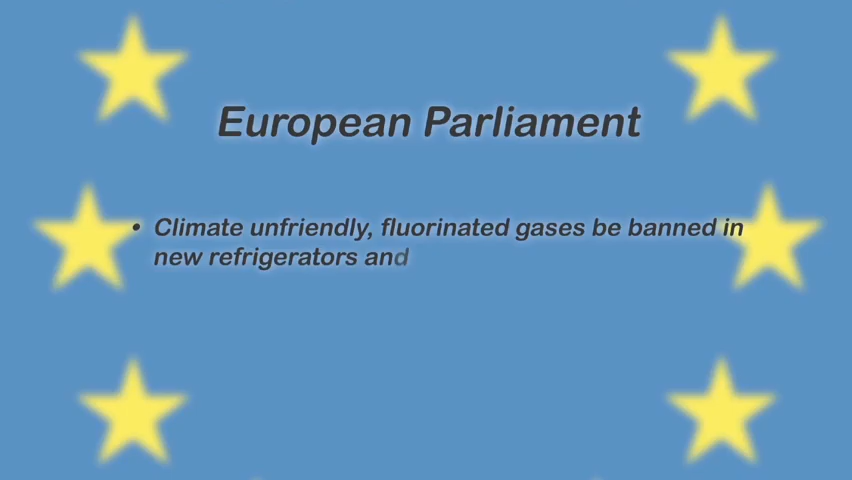 European Parliament
• Climate unfriendly, fluorinated gases be banned in
new refrigerators and